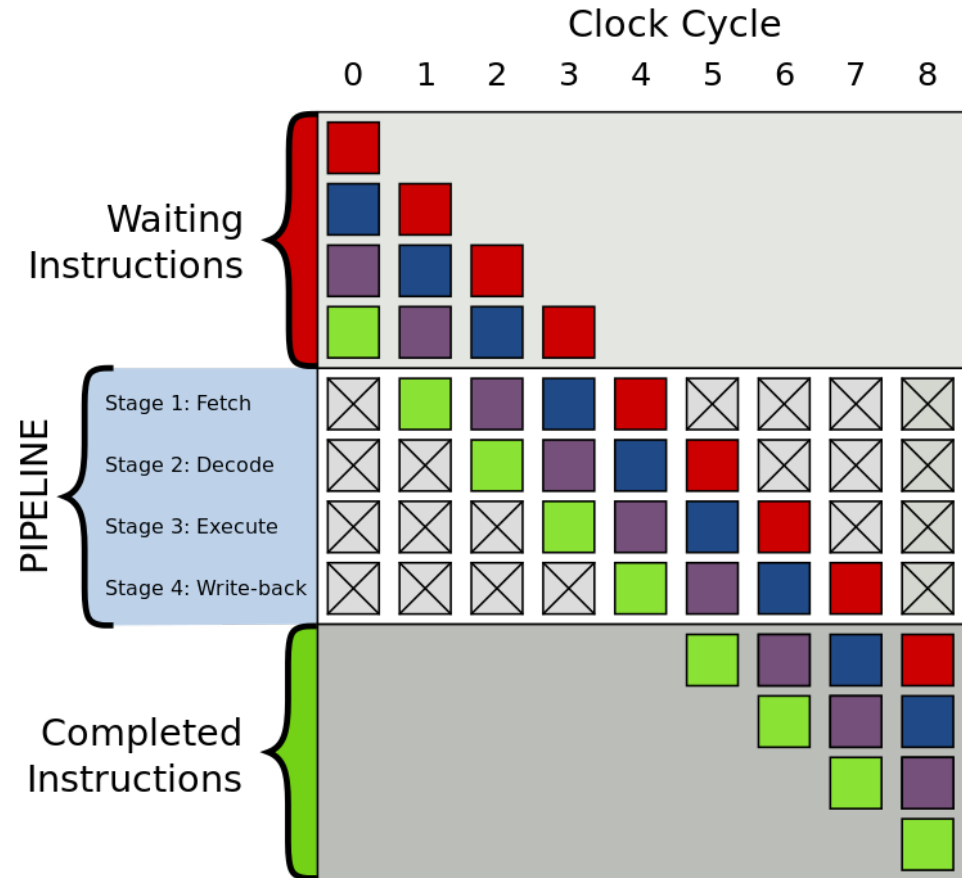 Clock Cycle
0 1 2 3 4 5 6 7 8
Waiting
Instructions
PIPELINE
Stage 1: Fetch
Stage 2: Decode
Stage 3: Execute
Stage 4: Write-back
Completed
Instructions